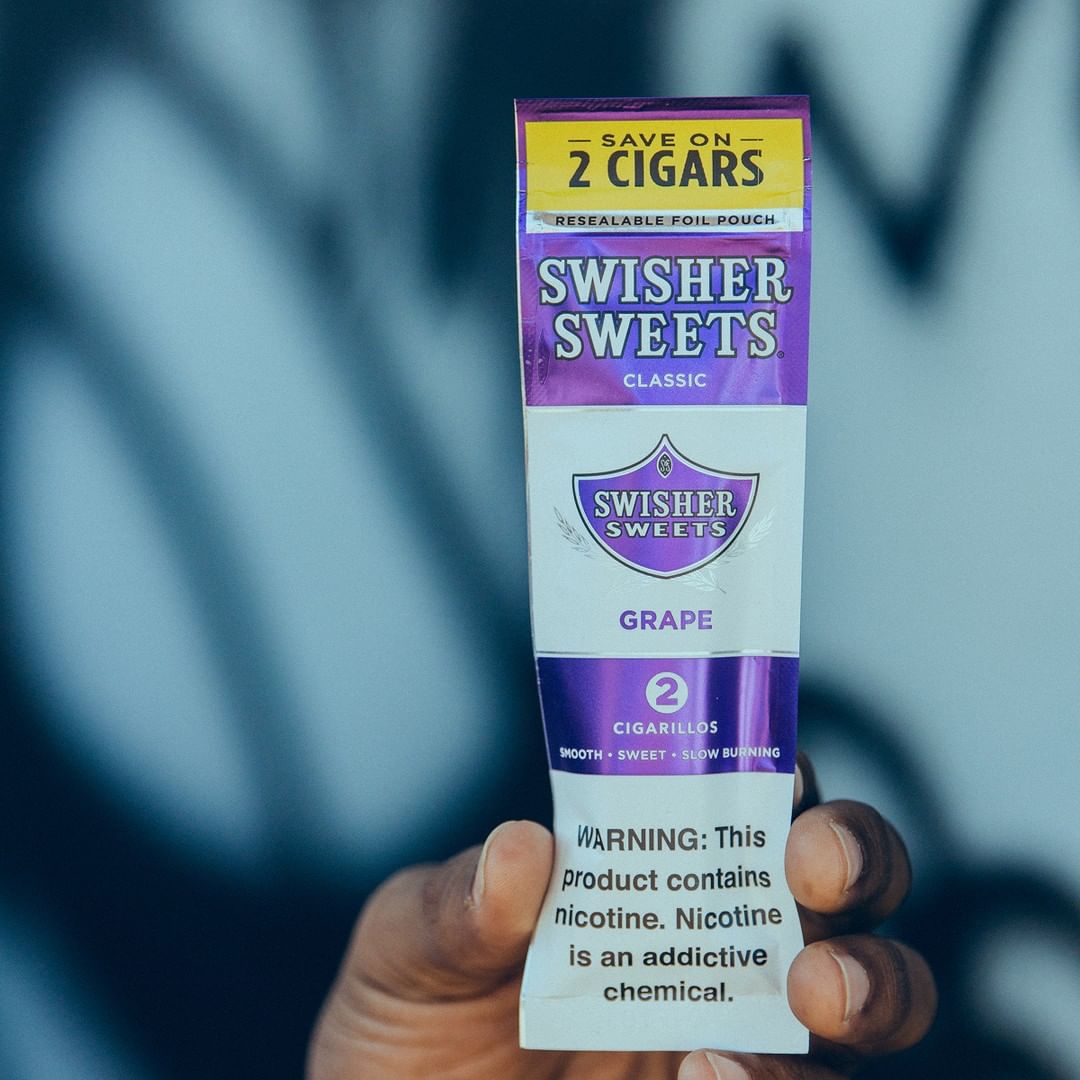 — SAVE ON —
2 CIGARS
RESEALABLE FOIL POUCH
SWISHER
SWEETS®
CLASSIC
SS
SWISHER
SWEETS
GRAPE
2
CIGARILLOS
SMOOTH • SWEET • SLOW BURNING
WARNING: This
product contains
nicotine. Nicotine
is an addictive
chemical.